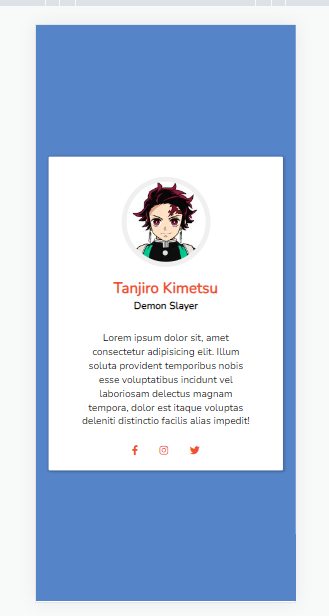 Tanjiro Kimetsu
Demon Slayer
Lorem ipsum dolor sit, amet
consectetur adipisicing elit. Illum
soluta provident temporibus nobis
esse voluptatibus incidunt vel
laboriosam delectus magnam
tempora, dolor est itaque voluptas
deleniti distinctio facilis alias impedit!